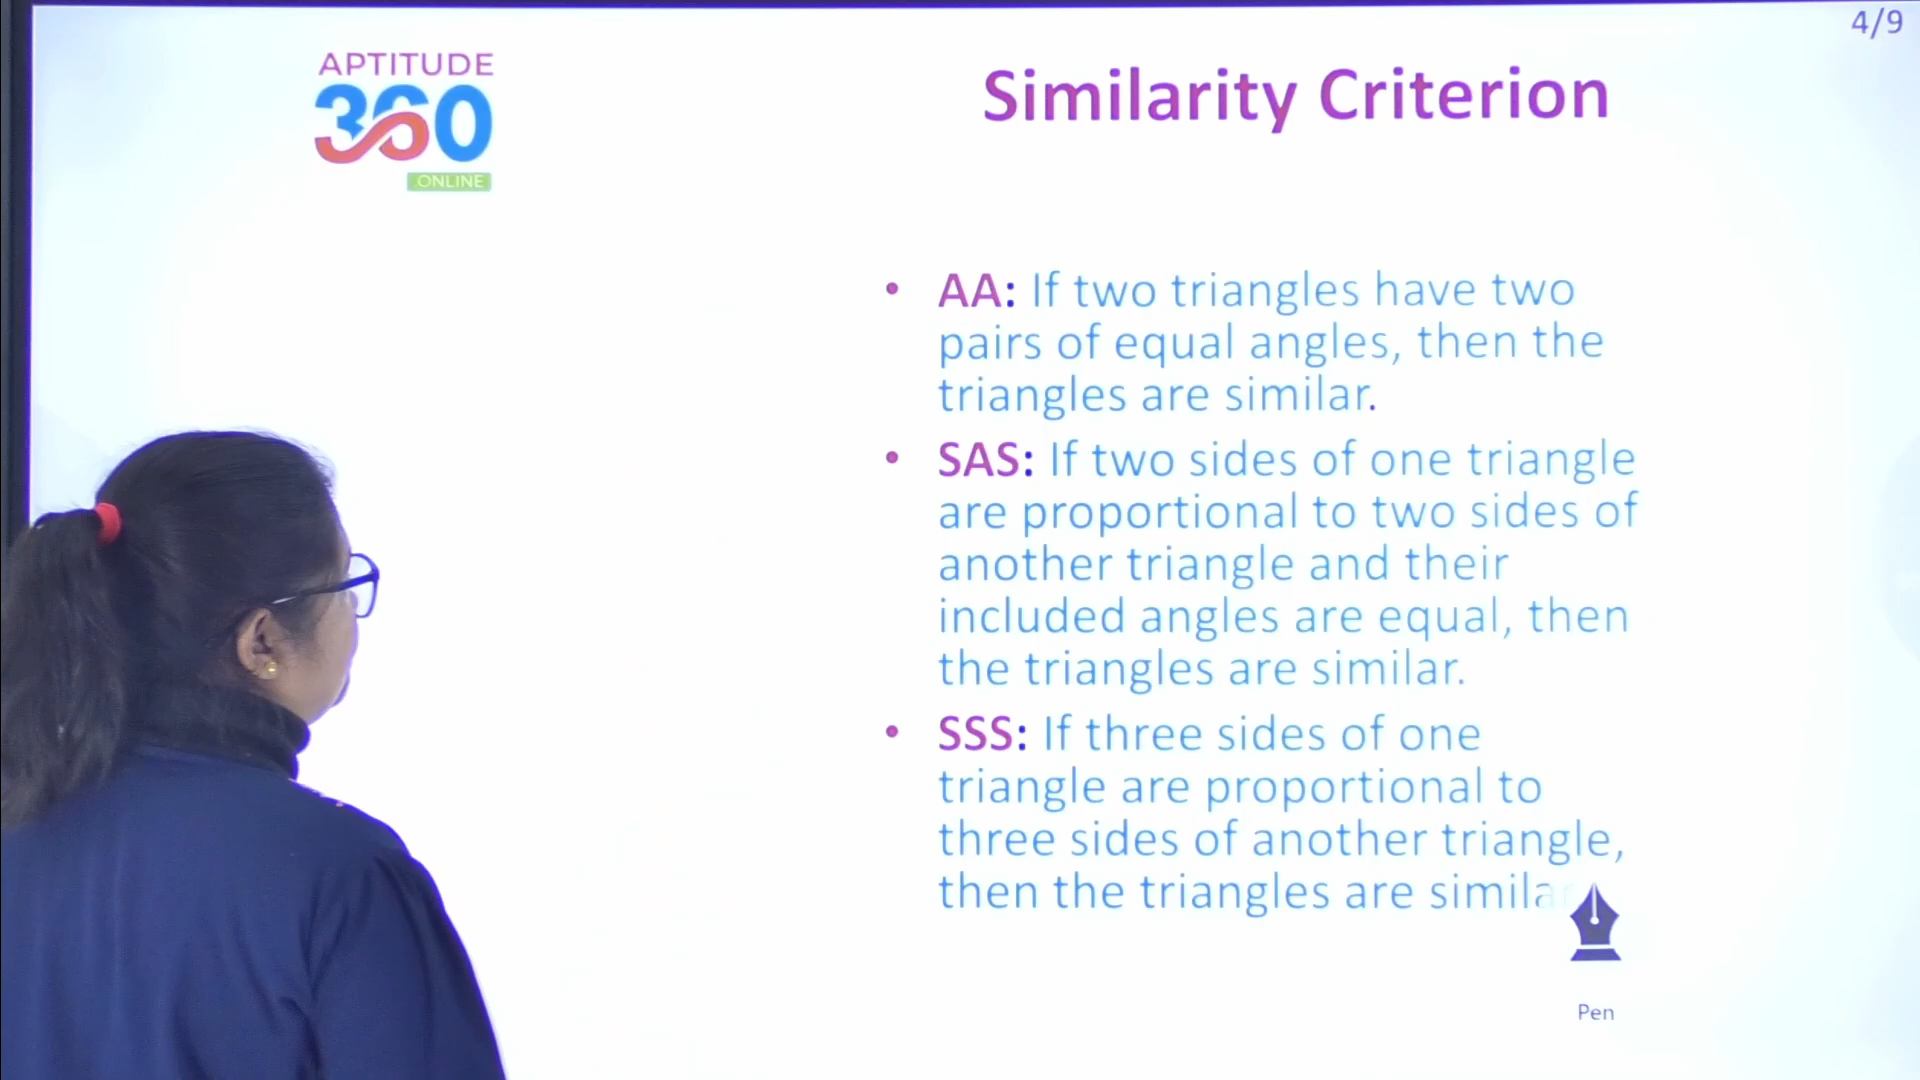 4/9
APTITUDE
360
ONLINE
Similarity Criterion
• AA: If two triangles have two
pairs of equal angles, then the
triangles are similar.
• SAS: If two sides of one triangle
are proportional to two sides of
another triangle and their
included angles are equal, then
the triangles are similar.
• SSS: If three sides of one
triangle are proportional to
three sides of another triangle,
then the triangles are simila
Pen